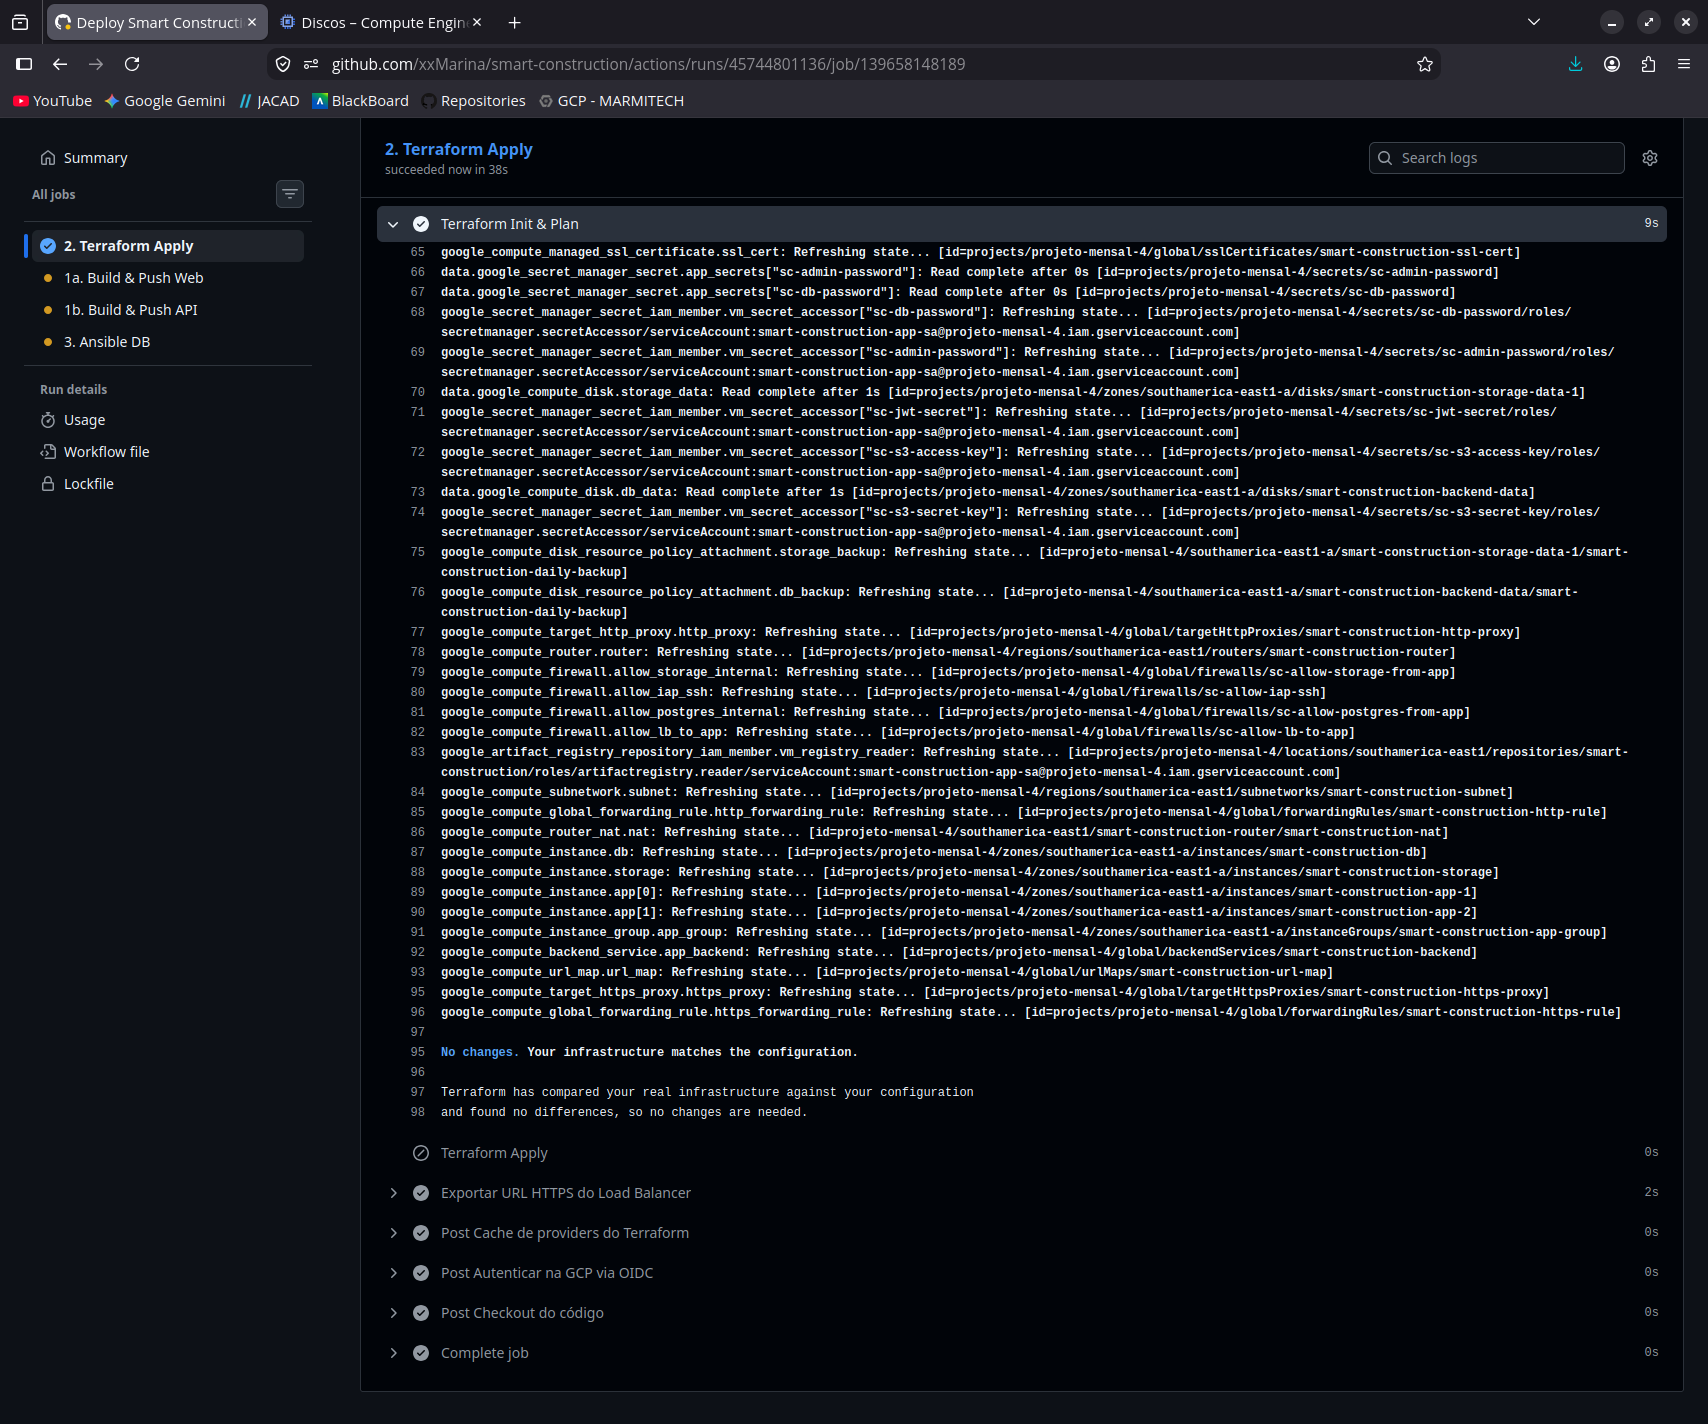 Deploy Smart Constructi
Discos – Compute Engin
github.com/xxMarina/smart-construction/actions/runs/45744801136/job/139658148189
YouTube
Google Gemini
JACAD
BlackBoard
Repositories
GCP - MARMITECH
Summary
All jobs
2. Terraform Apply
1a. Build & Push Web
1b. Build & Push API
3. Ansible DB
Run details
Usage
Workflow file
Lockfile
2. Terraform Apply
succeeded now in 38s
Search logs
Terraform Init & Plan 9s
65 google_compute_managed_ssl_certificate.ssl_cert: Refreshing state... [id=projects/projeto-mensal-4/global/sslCertificates/smart-construction-ssl-cert]
66 data.google_secret_manager_secret.app_secrets["sc-admin-password"]: Read complete after 0s [id=projects/projeto-mensal-4/secrets/sc-admin-password]
67 data.google_secret_manager_secret.app_secrets["sc-db-password"]: Read complete after 0s [id=projects/projeto-mensal-4/secrets/sc-db-password]
68 google_secret_manager_secret_iam_member.vm_secret_accessor["sc-db-password"]: Refreshing state... [id=projects/projeto-mensal-4/secrets/sc-db-password/roles/
secretmanager.secretAccessor/serviceAccount:smart-construction-app-sa@projeto-mensal-4.iam.gserviceaccount.com]
69 google_secret_manager_secret_iam_member.vm_secret_accessor["sc-admin-password"]: Refreshing state... [id=projects/projeto-mensal-4/secrets/sc-admin-password/roles/
secretmanager.secretAccessor/serviceAccount:smart-construction-app-sa@projeto-mensal-4.iam.gserviceaccount.com]
70 data.google_compute_disk.storage_data: Read complete after 1s [id=projects/projeto-mensal-4/zones/southamerica-east1-a/disks/smart-construction-storage-data-1]
71 google_secret_manager_secret_iam_member.vm_secret_accessor["sc-jwt-secret"]: Refreshing state... [id=projects/projeto-mensal-4/secrets/sc-jwt-secret/roles/
secretmanager.secretAccessor/serviceAccount:smart-construction-app-sa@projeto-mensal-4.iam.gserviceaccount.com]
72 google_secret_manager_secret_iam_member.vm_secret_accessor["sc-s3-access-key"]: Refreshing state... [id=projects/projeto-mensal-4/secrets/sc-s3-access-key/roles/
secretmanager.secretAccessor/serviceAccount:smart-construction-app-sa@projeto-mensal-4.iam.gserviceaccount.com]
73 data.google_compute_disk.db_data: Read complete after 1s [id=projects/projeto-mensal-4/zones/southamerica-east1-a/disks/smart-construction-backend-data]
74 google_secret_manager_secret_iam_member.vm_secret_accessor["sc-s3-secret-key"]: Refreshing state... [id=projects/projeto-mensal-4/secrets/sc-s3-secret-key/roles/
secretmanager.secretAccessor/serviceAccount:smart-construction-app-sa@projeto-mensal-4.iam.gserviceaccount.com]
75 google_compute_disk_resource_policy_attachment.storage_backup: Refreshing state... [id=projeto-mensal-4/southamerica-east1-a/smart-construction-storage-data-1/smart-
construction-daily-backup]
76 google_compute_disk_resource_policy_attachment.db_backup: Refreshing state... [id=projeto-mensal-4/southamerica-east1-a/smart-construction-backend-data/smart-
construction-daily-backup]
77 google_compute_target_http_proxy.http_proxy: Refreshing state... [id=projects/projeto-mensal-4/global/targetHttpProxies/smart-construction-http-proxy]
78 google_compute_router.router: Refreshing state... [id=projects/projeto-mensal-4/regions/southamerica-east1/routers/smart-construction-router]
79 google_compute_firewall.allow_storage_internal: Refreshing state... [id=projects/projeto-mensal-4/global/firewalls/sc-allow-storage-from-app]
80 google_compute_firewall.allow_iap_ssh: Refreshing state... [id=projects/projeto-mensal-4/global/firewalls/sc-allow-iap-ssh]
81 google_compute_firewall.allow_postgres_internal: Refreshing state... [id=projects/projeto-mensal-4/global/firewalls/sc-allow-postgres-from-app]
82 google_compute_firewall.allow_lb_to_app: Refreshing state... [id=projects/projeto-mensal-4/global/firewalls/sc-allow-lb-to-app]
83 google_artifact_registry_repository_iam_member.vm_registry_reader: Refreshing state... [id=projects/projeto-mensal-4/locations/southamerica-east1/repositories/smart-
construction/roles/artifactregistry.reader/serviceAccount:smart-construction-app-sa@projeto-mensal-4.iam.gserviceaccount.com]
84 google_compute_subnetwork.subnet: Refreshing state... [id=projects/projeto-mensal-4/regions/southamerica-east1/subnetworks/smart-construction-subnet]
85 google_compute_global_forwarding_rule.http_forwarding_rule: Refreshing state... [id=projects/projeto-mensal-4/global/forwardingRules/smart-construction-http-rule]
86 google_compute_router_nat.nat: Refreshing state... [id=projeto-mensal-4/southamerica-east1/smart-construction-router/smart-construction-nat]
87 google_compute_instance.db: Refreshing state... [id=projects/projeto-mensal-4/zones/southamerica-east1-a/instances/smart-construction-db]
88 google_compute_instance.storage: Refreshing state... [id=projects/projeto-mensal-4/zones/southamerica-east1-a/instances/smart-construction-storage]
89 google_compute_instance.app[0]: Refreshing state... [id=projects/projeto-mensal-4/zones/southamerica-east1-a/instances/smart-construction-app-1]
90 google_compute_instance.app[1]: Refreshing state... [id=projects/projeto-mensal-4/zones/southamerica-east1-a/instances/smart-construction-app-2]
91 google_compute_instance_group.app_group: Refreshing state... [id=projects/projeto-mensal-4/zones/southamerica-east1-a/instanceGroups/smart-construction-app-group]
92 google_compute_backend_service.app_backend: Refreshing state... [id=projects/projeto-mensal-4/global/backendServices/smart-construction-backend]
93 google_compute_url_map.url_map: Refreshing state... [id=projects/projeto-mensal-4/global/urlMaps/smart-construction-url-map]
95 google_compute_target_https_proxy.https_proxy: Refreshing state... [id=projects/projeto-mensal-4/global/targetHttpsProxies/smart-construction-https-proxy]
96 google_compute_global_forwarding_rule.https_forwarding_rule: Refreshing state... [id=projects/projeto-mensal-4/global/forwardingRules/smart-construction-https-rule]
97
95 No changes. Your infrastructure matches the configuration.
96
97 Terraform has compared your real infrastructure against your configuration
98 and found no differences, so no changes are needed.
Terraform Apply 0s
Exportar URL HTTPS do Load Balancer 2s
Post Cache de providers do Terraform 0s
Post Autenticar na GCP via OIDC 0s
Post Checkout do código 0s
Complete job 0s